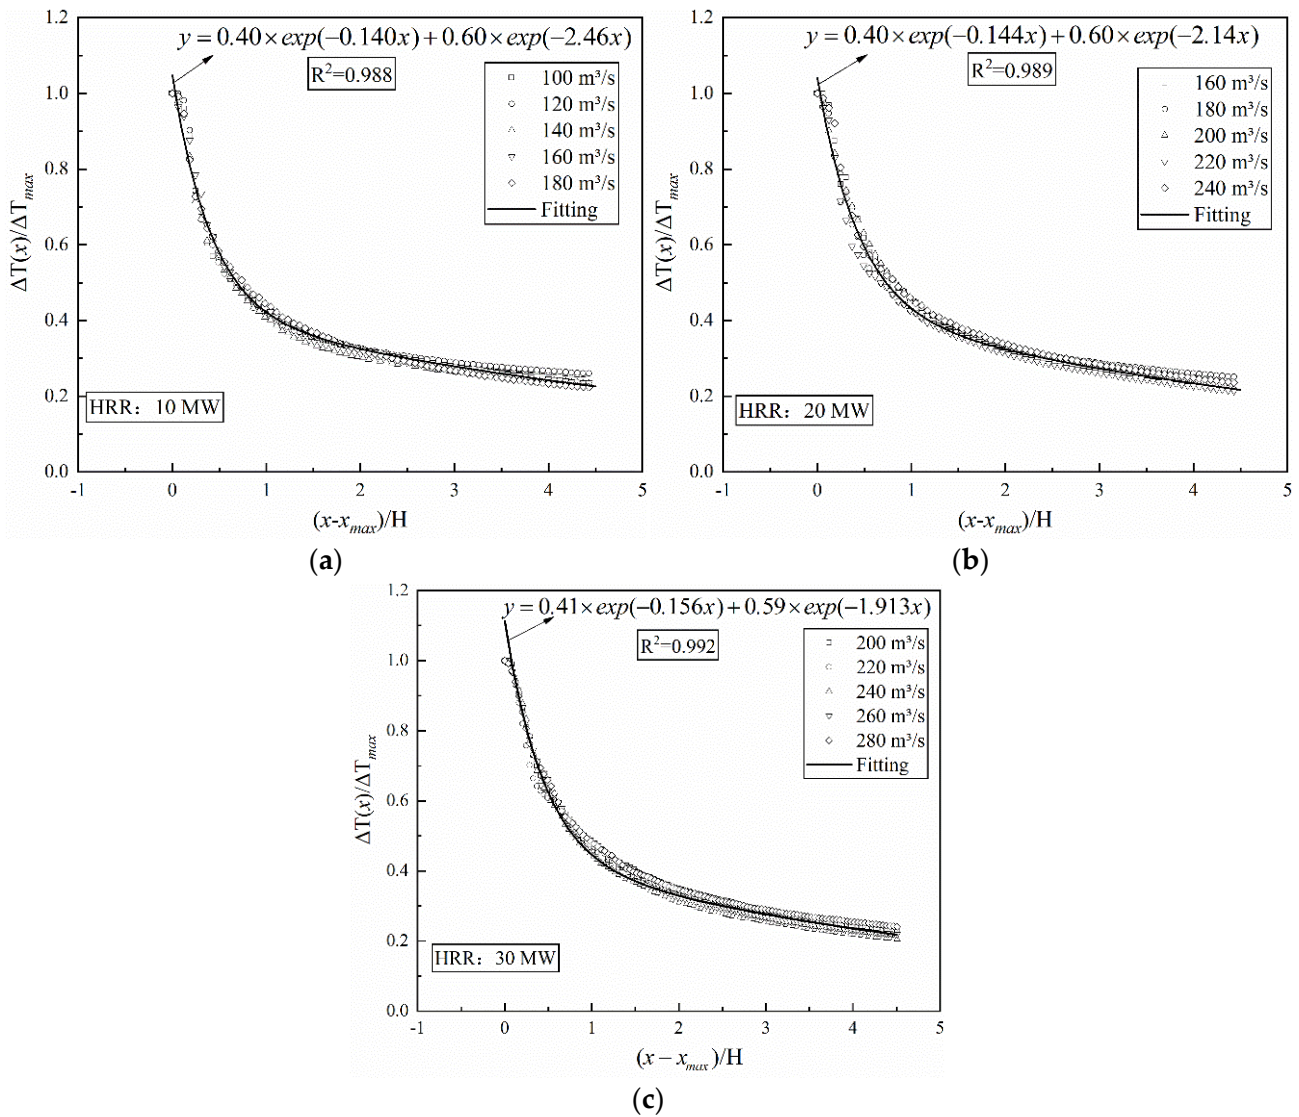 y = 0.40×exp(−0.140x) + 0.60×exp(−2.46x)
R²=0.988
100 m³/s
120 m³/s
140 m³/s
160 m³/s
180 m³/s
Fitting
HRR：10 MW
ΔT(x)/ΔTmax
1.2
1.0
0.8
0.6
0.4
0.2
0.0
-1 0 1 2 3 4 5
(x-xmax)/H
(a)
y = 0.40×exp(−0.144x) + 0.60×exp(−2.14x)
R²=0.989
160 m³/s
180 m³/s
200 m³/s
220 m³/s
240 m³/s
Fitting
HRR：20 MW
ΔT(x)/ΔTmax
1.2
1.0
0.8
0.6
0.4
0.2
0.0
-1 0 1 2 3 4 5
(x-xmax)/H
(b)
y = 0.41×exp(−0.156x) + 0.59×exp(−1.913x)
R²=0.992
200 m³/s
220 m³/s
240 m³/s
260 m³/s
280 m³/s
Fitting
HRR：30 MW
ΔT(x)/ΔTmax
1.2
1.0
0.8
0.6
0.4
0.2
0.0
-1 0 1 2 3 4 5
(x − xmax)/H
(c)